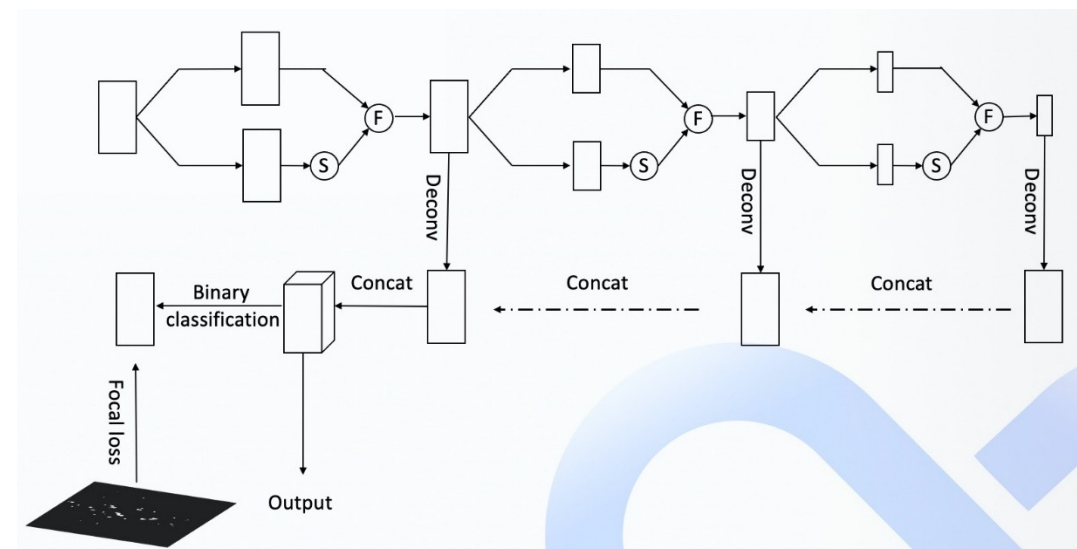 F
F
F
S
S
S
Deconv
Deconv
Deconv
Concat
Concat
Concat
Binary
classification
Focal loss
Output